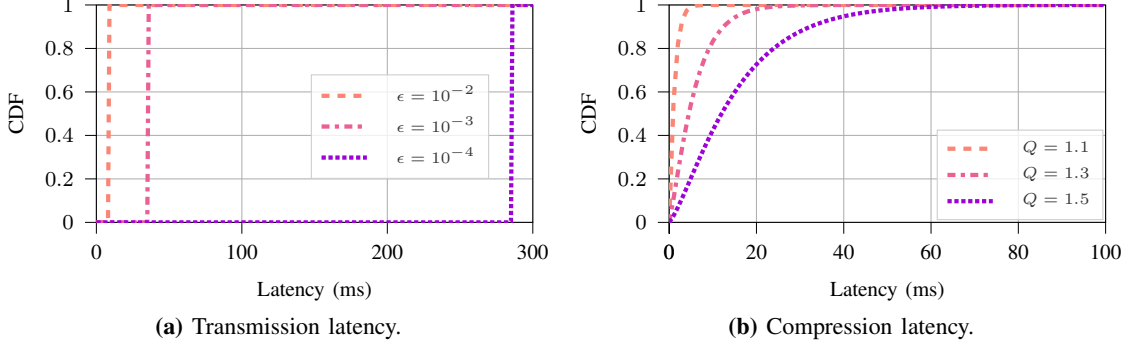 1
0.8
0.6
0.4
0.2
0
CDF
ϵ = 10⁻²
ϵ = 10⁻³
ϵ = 10⁻⁴
0 100 200 300
Latency (ms)
(a) Transmission latency.
1
0.8
0.6
0.4
0.2
0
CDF
Q = 1.1
Q = 1.3
Q = 1.5
0 20 40 60 80 100
Latency (ms)
(b) Compression latency.